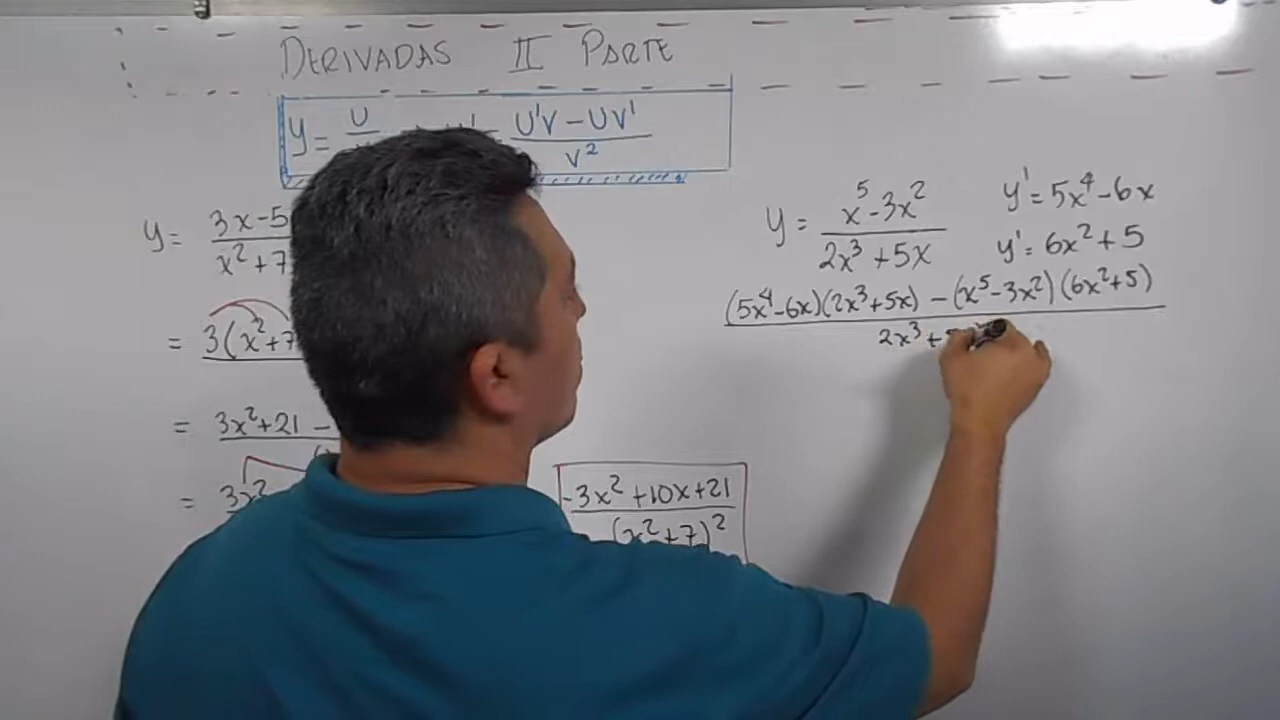 DERIVADAS II PARTE
y = U U'V - UV'
V²
y = 3x - 5
x² + 7
= 3(x² + 7
= 3x² + 21 -
= 3x²
-3x² + 10x + 21
(x² + 7)²
y = x⁵ - 3x²
2x³ + 5x
y' = 5x⁴ - 6x
y' = 6x² + 5
(5x⁴ - 6x)(2x³ + 5x) - (x⁵ - 3x²)(6x² + 5)
2x³ +